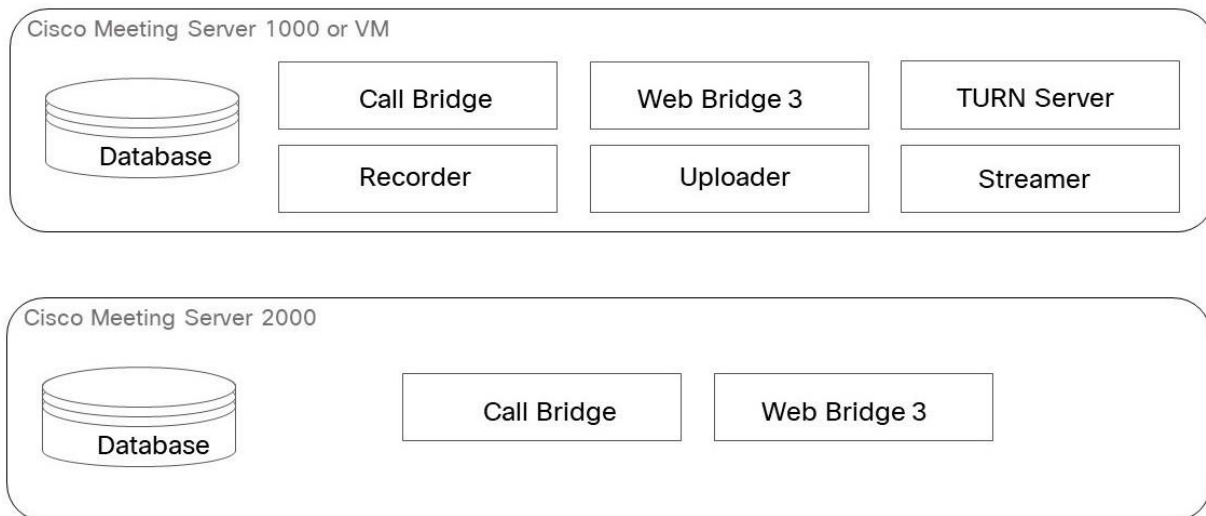 Cisco Meeting Server 1000 or VM
Database
Call Bridge
Web Bridge 3
TURN Server
Recorder
Uploader
Streamer
Cisco Meeting Server 2000
Database
Call Bridge
Web Bridge 3